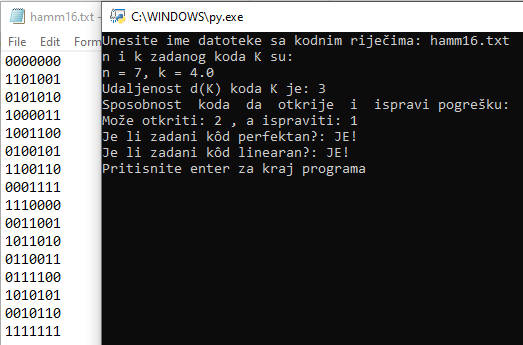 hamm16.txt -
File Edit Form
0000000
1101001
0101010
1000011
1001100
0100101
1100110
0001111
1110000
0011001
1011010
0110011
0111100
1010101
0010110
1111111
C:\WINDOWS\py.exe
Unesite ime datoteke sa kodnim riječima: hamm16.txt
n i k zadanog koda K su:
n = 7, k = 4.0
Udaljenost d(K) koda K je: 3
Sposobnost koda da otkrije i ispravi pogrešku:
Može otkriti: 2 , a ispraviti: 1
Je li zadani kôd perfektan?: JE!
Je li zadani kôd linearan?: JE!
Pritisnite enter za kraj programa